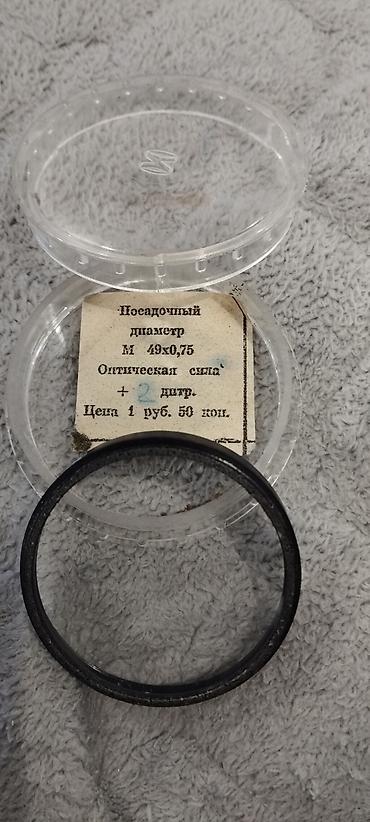 Посадочный
диаметр
М 49х0,75
Оптическая сила
+ 2 дптр.
Цена 1 руб. 50 коп.